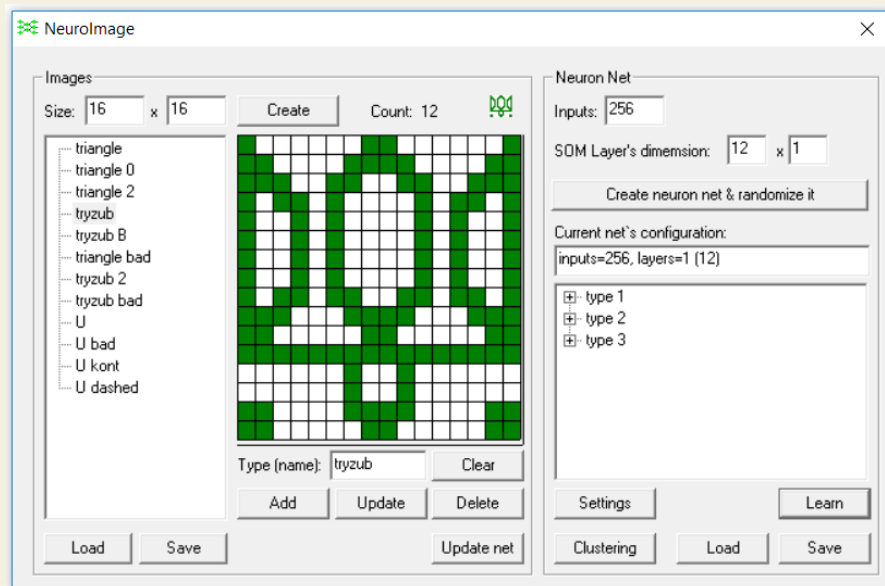 NeuroImage
Images
Size: 16 x 16 Create Count: 12
triangle
triangle 0
triangle 2
tryzub
tryzub B
triangle bad
tryzub 2
tryzub bad
U
U bad
U kont
U dashed
Type (name): tryzub Clear
Add Update Delete
Load Save Update net
Neuron Net
Inputs: 256
SOM Layer's dimemsion: 12 x 1
Create neuron net & randomize it
Current net`s configuration:
inputs=256, layers=1 (12)
type 1
type 2
type 3
Settings Learn
Clustering Load Save